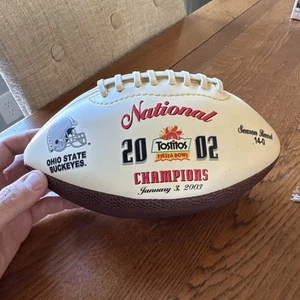 National
20 02
Tostitos
FIESTA BOWL
CHAMPIONS
January 3, 2003
OHIO STATE
BUCKEYES.
Season Record
14-0